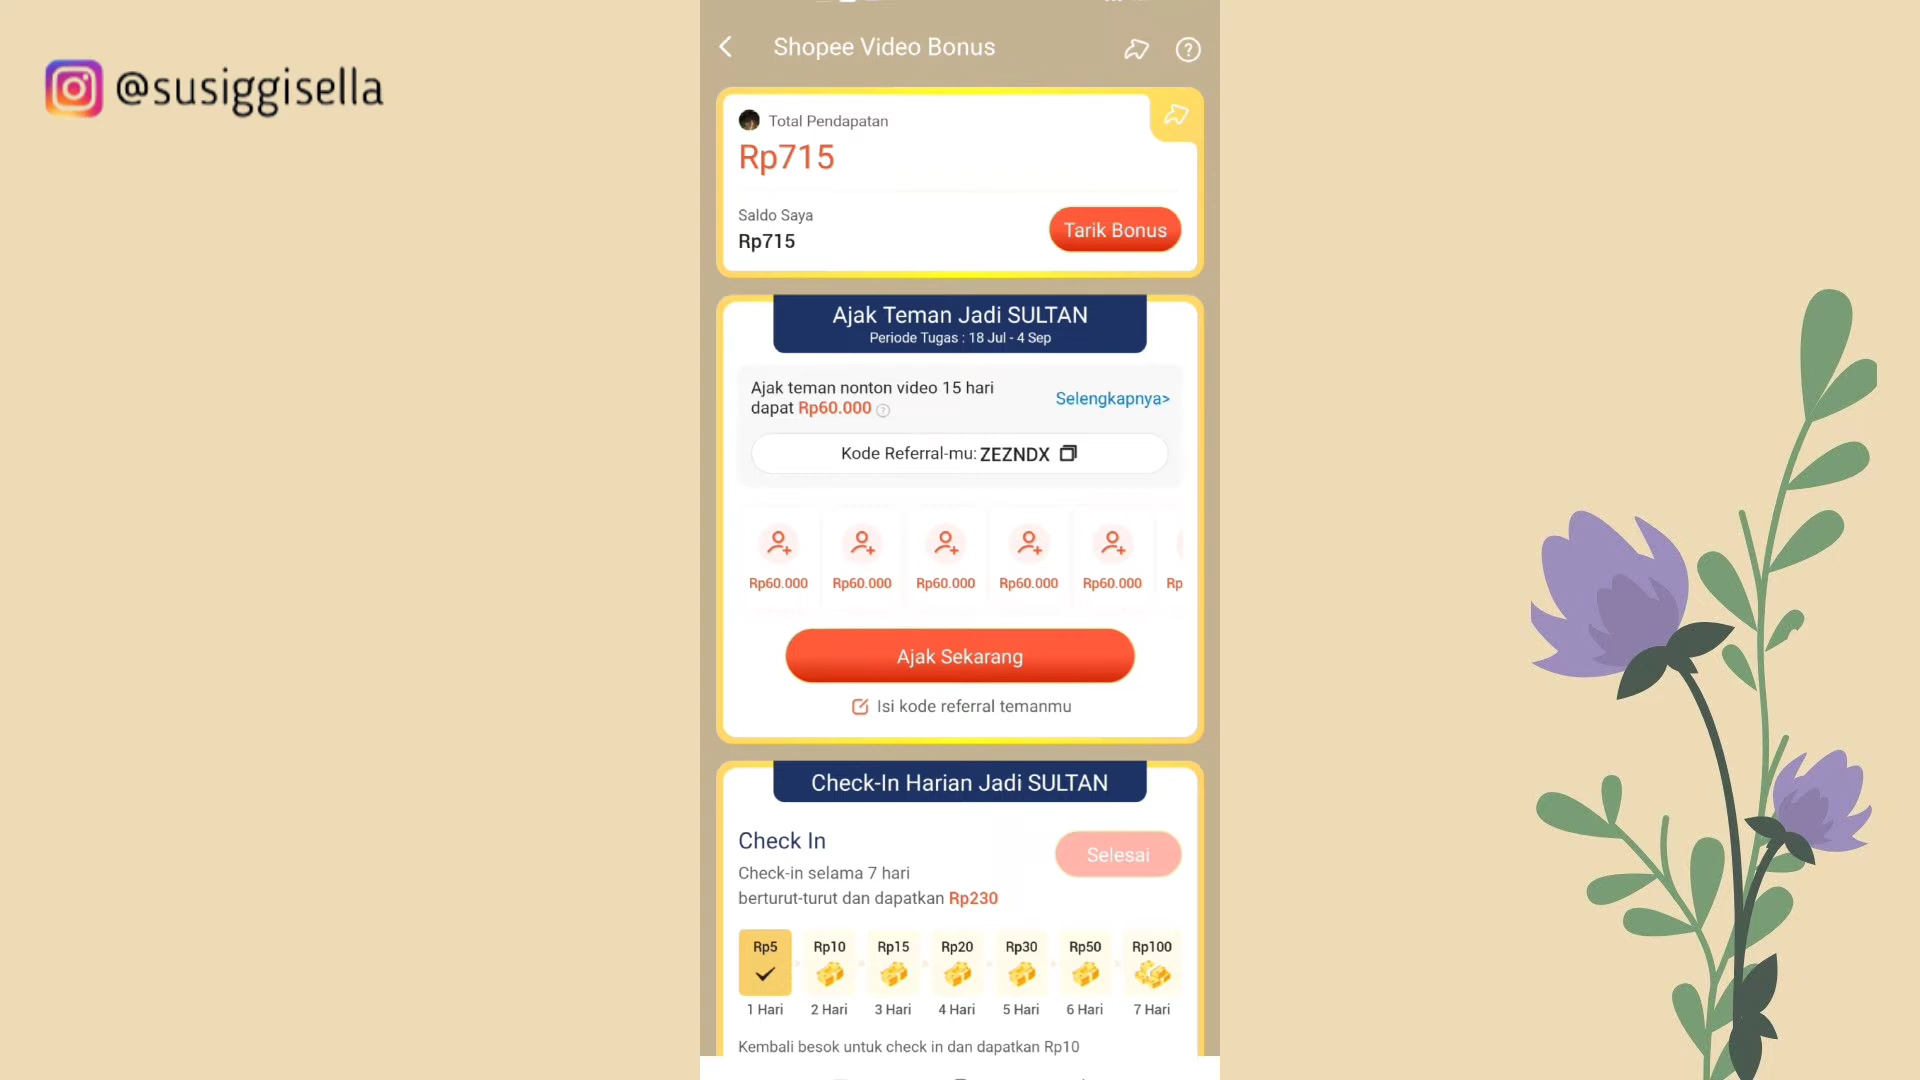 @susiggisella
Shopee Video Bonus
Total Pendapatan
Rp715
Saldo Saya
Rp715
Tarik Bonus
Ajak Teman Jadi SULTAN
Periode Tugas : 18 Jul - 4 Sep
Ajak teman nonton video 15 hari
dapat Rp60.000
Selengkapnya>
Kode Referral-mu: ZEZNDX
Rp60.000 Rp60.000 Rp60.000 Rp60.000 Rp60.000 Rp
Ajak Sekarang
Isi kode referral temanmu
Check-In Harian Jadi SULTAN
Check In
Selesai
Check-in selama 7 hari
berturut-turut dan dapatkan Rp230
Rp5 Rp10 Rp15 Rp20 Rp30 Rp50 Rp100
1 Hari 2 Hari 3 Hari 4 Hari 5 Hari 6 Hari 7 Hari
Kembali besok untuk check in dan dapatkan Rp10